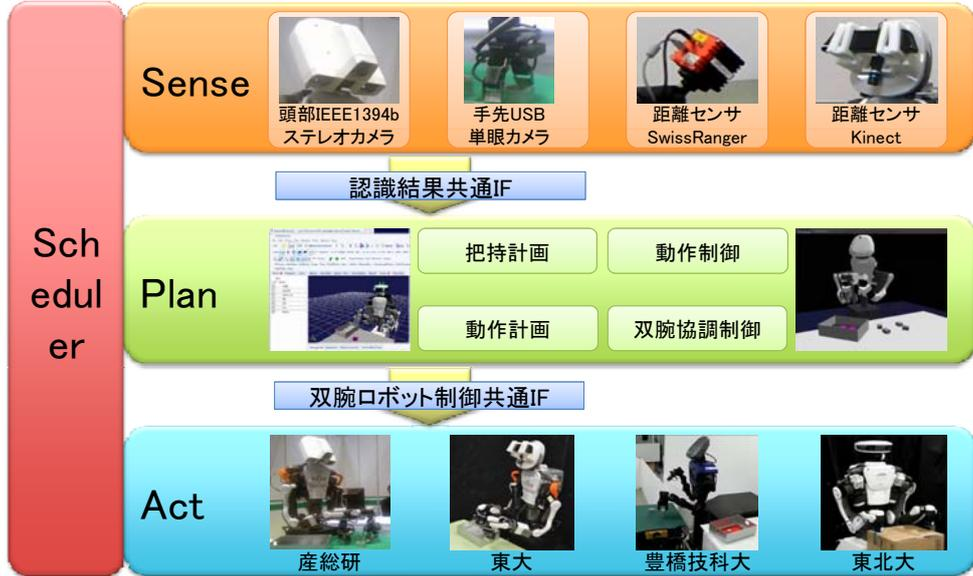 Sch
edul
er
Sense
頭部IEEE1394b
ステレオカメラ
手先USB
単眼カメラ
距離センサ
SwissRanger
距離センサ
Kinect
認識結果共通IF
Plan
把持計画
動作制御
動作計画
双腕協調制御
双腕ロボット制御共通IF
Act
産総研
東大
豊橋技科大
東北大